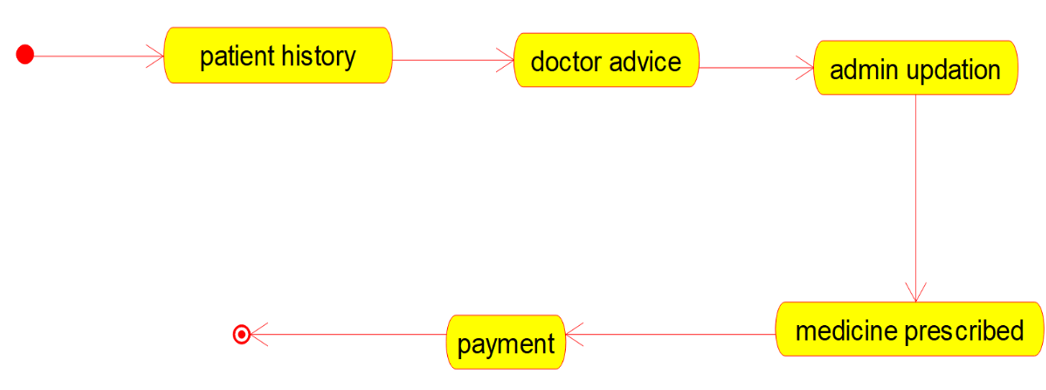 patient history
doctor advice
admin updation
medicine prescribed
payment